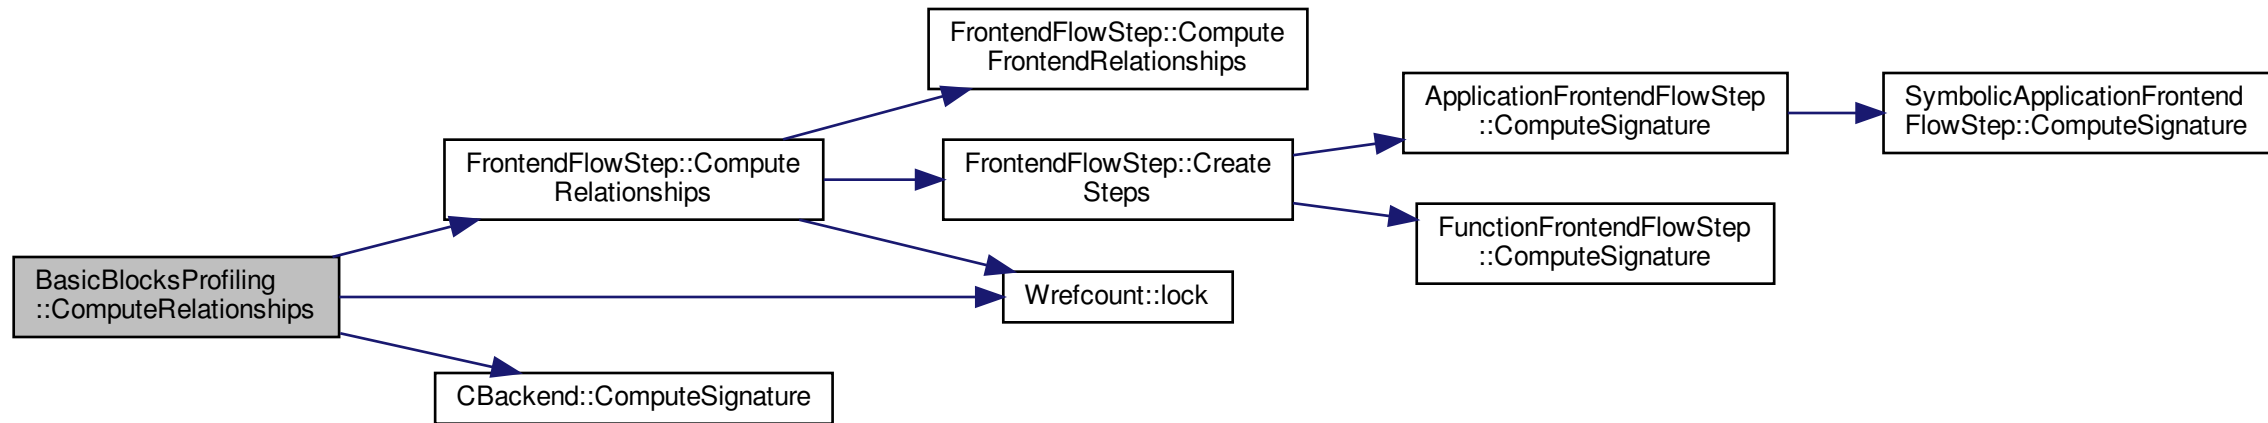 FrontendFlowStep::Compute
FrontendRelationships
ApplicationFrontendFlowStep
::ComputeSignature
SymbolicApplicationFrontend
FlowStep::ComputeSignature
FrontendFlowStep::Compute
Relationships
FrontendFlowStep::Create
Steps
FunctionFrontendFlowStep
::ComputeSignature
BasicBlocksProfiling
::ComputeRelationships
Wrefcount::lock
CBackend::ComputeSignature